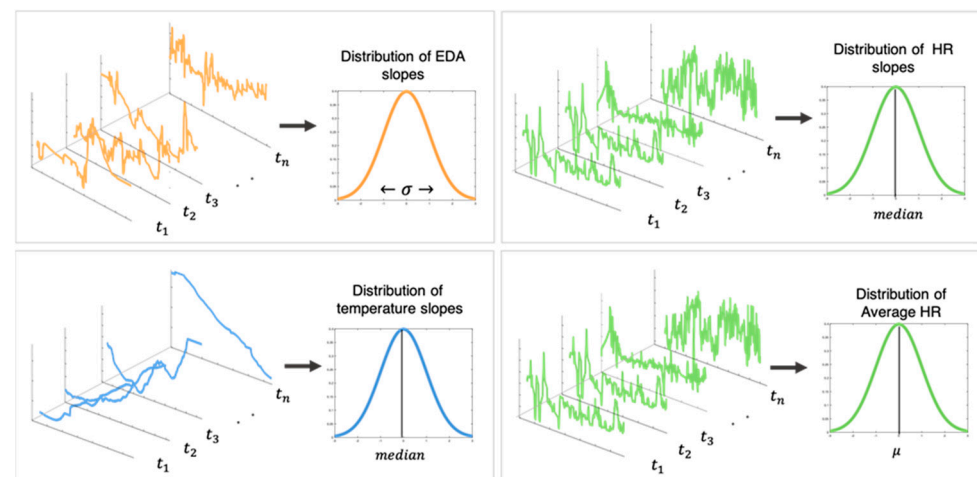 Distribution of EDA
slopes
← σ →
t₁
t₂
t₃
. .
tₙ
Distribution of HR
slopes
median
t₁
t₂
t₃
. .
tₙ
Distribution of
temperature slopes
median
t₁
t₂
t₃
.
tₙ
Distribution of
Average HR
μ
t₁
t₂
t₃
.
tₙ